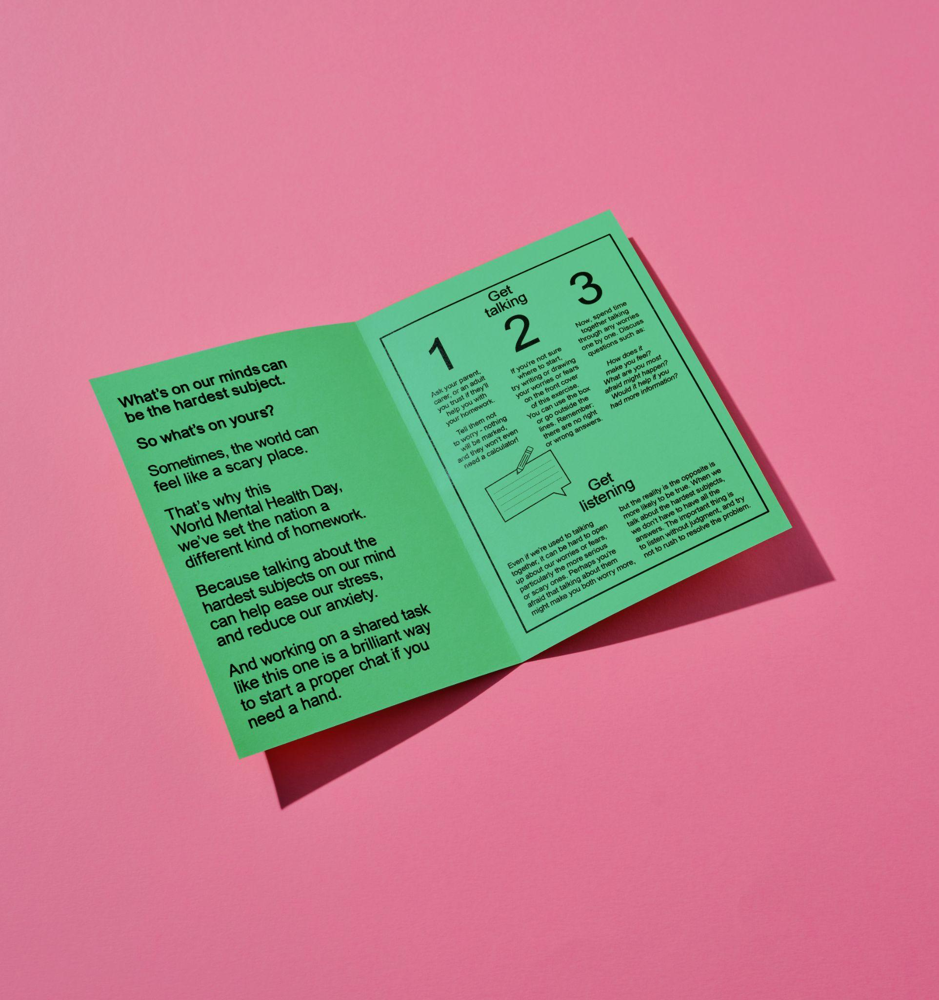 What's on our minds can
be the hardest subject.
So what's on yours?
Sometimes, the world can
feel like a scary place.
That's why this
World Mental Health Day,
we've set the nation a
different kind of homework.
Because talking about the
hardest subjects on our mind
can help ease our stress,
and reduce our anxiety.
And working on a shared task
like this one is a brilliant way
to start a proper chat if you
need a hand.
Get
talking
1
Ask your parent,
carer, or an adult
you trust if they'll
help you with
your homework.
Tell them not
to worry - nothing
will be marked,
and they won't even
need a calculator!
2
If you're not sure
where to start,
try writing or drawing
your worries or fears
on the front cover
of this exercise.
You can use the box
or go outside the
lines. Remember:
there are no right
or wrong answers.
3
Now, spend time
together talking
through any worries
one by one. Discuss
questions such as:
How does it
make you feel?
What are you most
afraid might happen?
Would it help if you
had more information?
Get
listening
Even if we're used to talking
together, it can be hard to open
up about our worries or fears,
particularly the more serious
or scary ones. Perhaps you're
afraid that talking about them
might make you both worry more,
but the reality is the opposite is
more likely to be true. When we
talk about the hardest subjects,
we don't have to have all the
answers. The important thing is
to listen without judgment, and try
not to rush to resolve the problem.